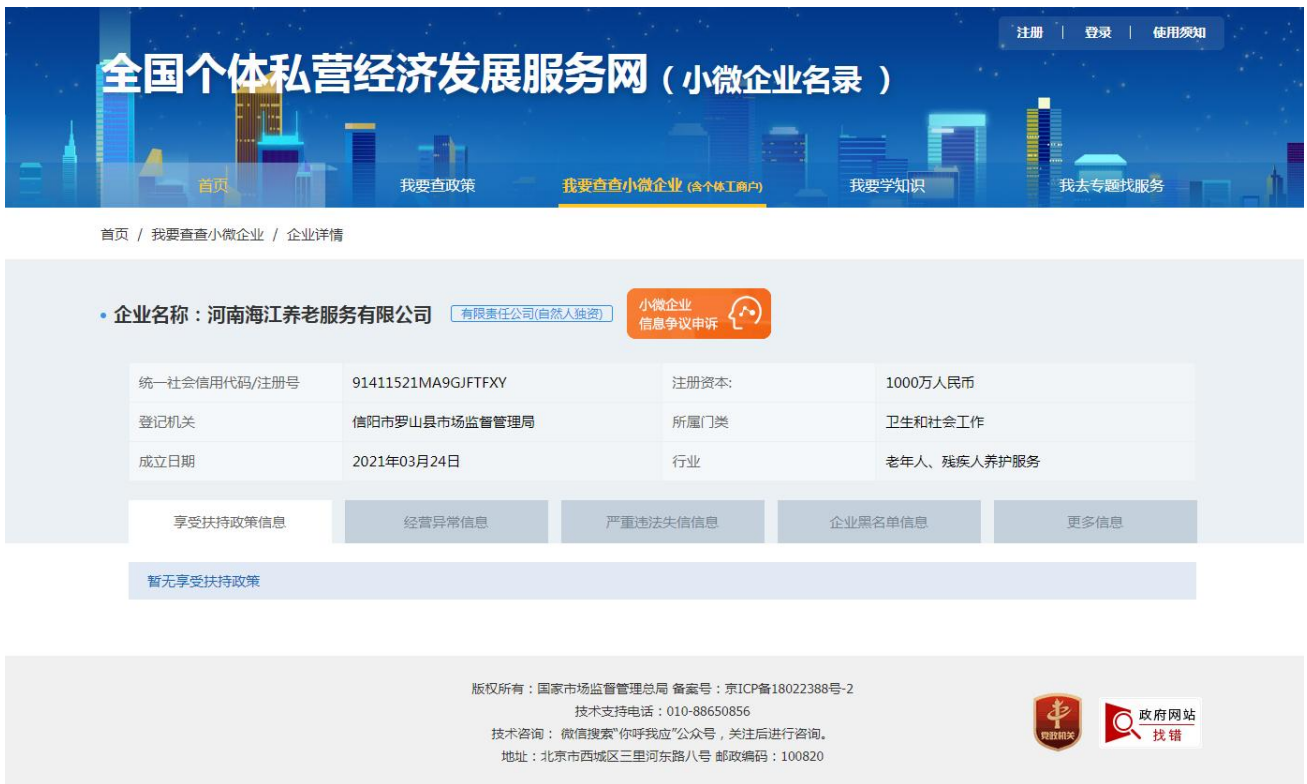 注册 | 登录 | 使用须知
全国个体私营经济发展服务网（小微企业名录 ）
首页 我要查政策 我要查查小微企业 (含个体工商户) 我要学知识 我去专题找服务
首页 / 我要查查小微企业 / 企业详情
企业名称：河南海江养老服务有限公司 有限责任公司(自然人独资) 小微企业
信息争议申诉
统一社会信用代码/注册号 91411521MA9GJFTFXY 注册资本: 1000万人民币
登记机关 信阳市罗山县市场监督管理局 所属门类 卫生和社会工作
成立日期 2021年03月24日 行业 老年人、残疾人养护服务
享受扶持政策信息 经营异常信息 严重违法失信信息 企业黑名单信息 更多信息
暂无享受扶持政策
版权所有：国家市场监督管理总局 备案号：京ICP备18022388号-2
技术支持电话：010-88650856
技术咨询： 微信搜索“你呼我应”公众号，关注后进行咨询。
地址：北京市西城区三里河东路八号 邮政编码：100820
党政机关
政府网站
找错